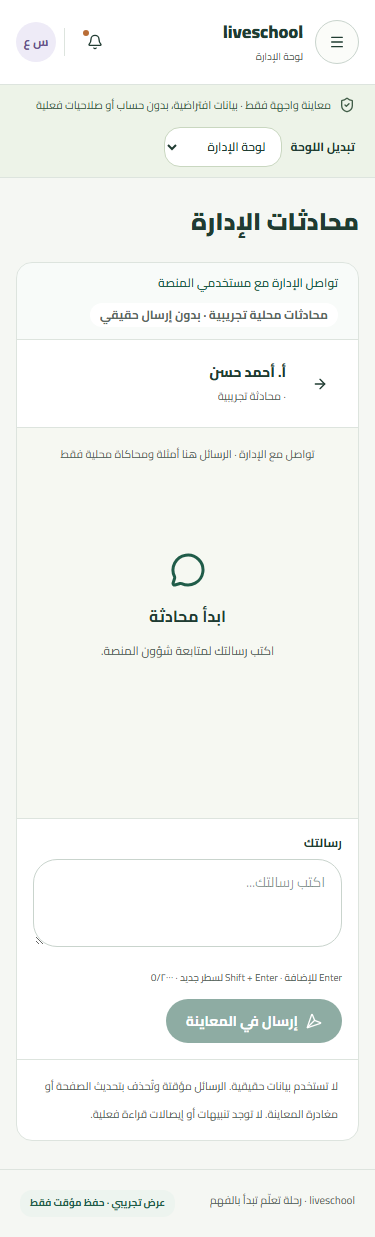 liveschool
لوحة الإدارة
س ع
معاينة واجهة فقط · بيانات افتراضية، بدون حساب أو صلاحيات فعلية
تبديل اللوحة
لوحة الإدارة
محادثات الإدارة
تواصل الإدارة مع مستخدمي المنصة
محادثات محلية تجريبية · بدون إرسال حقيقي
أ. أحمد حسن
· محادثة تجريبية
تواصل مع الإدارة · الرسائل هنا أمثلة ومحاكاة محلية فقط
ابدأ محادثة
اكتب رسالتك لمتابعة شؤون المنصة.
رسالتك
اكتب رسالتك...
Enter للإضافة · Shift + Enter لسطر جديد · ٥/٢٠٠٠
إرسال في المعاينة
لا تستخدم بيانات حقيقية. الرسائل مؤقتة وتُحذف بتحديث الصفحة أو
مغادرة المعاينة. لا توجد تنبيهات أو إيصالات قراءة فعلية.
liveschool · رحلة تعلّم تبدأ بالفهم
عرض تجريبي · حفظ مؤقت فقط